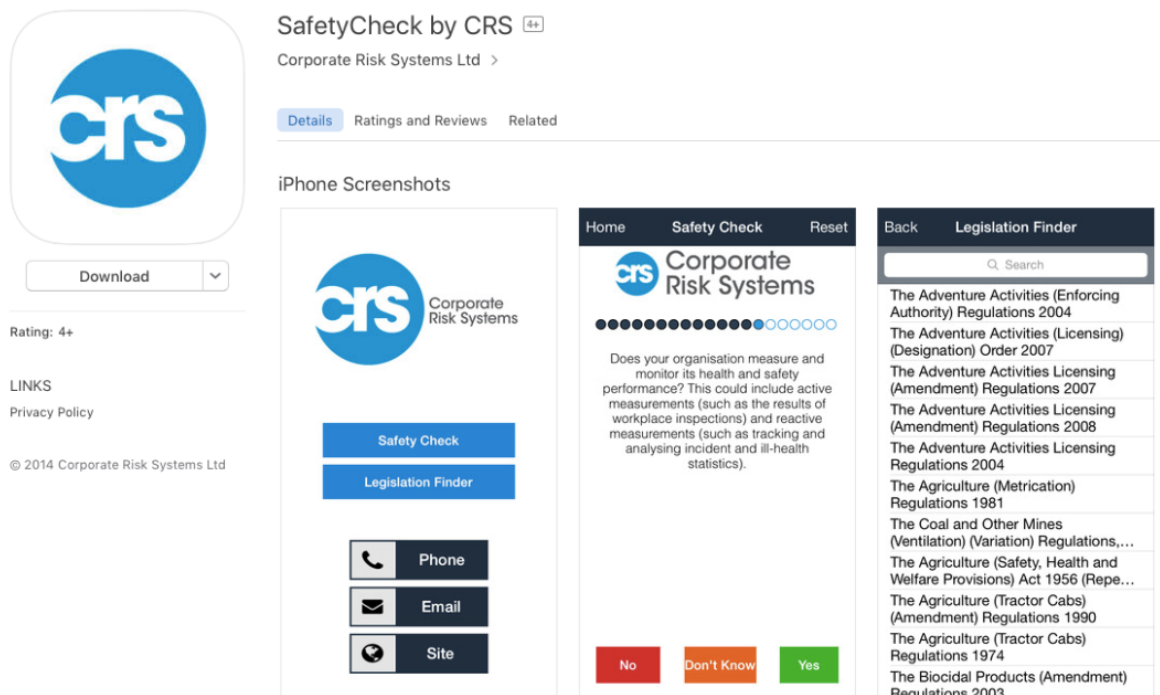 crs
Download
Rating: 4+
LINKS
Privacy Policy
© 2014 Corporate Risk Systems Ltd
SafetyCheck by CRS 4+
Corporate Risk Systems Ltd >
Details Ratings and Reviews Related
iPhone Screenshots
crs Corporate
Risk Systems
Safety Check
Legislation Finder
Phone
Email
Site
Home Safety Check Reset
crs Corporate
Risk Systems
Does your organisation measure and
monitor its health and safety
performance? This could include active
measurements (such as the results of
workplace inspections) and reactive
measurements (such as tracking and
analysing incident and ill-health
statistics).
No Don't Know Yes
Back Legislation Finder
Search
The Adventure Activities (Enforcing
Authority) Regulations 2004
The Adventure Activities (Licensing)
(Designation) Order 2007
The Adventure Activities Licensing
(Amendment) Regulations 2007
The Adventure Activities Licensing
(Amendment) Regulations 2008
The Adventure Activities Licensing
Regulations 2004
The Agriculture (Metrication)
Regulations 1981
The Coal and Other Mines
(Ventilation) (Variation) Regulations,...
The Agriculture (Safety, Health and
Welfare Provisions) Act 1956 (Repe...
The Agriculture (Tractor Cabs)
(Amendment) Regulations 1990
The Agriculture (Tractor Cabs)
Regulations 1974
The Biocidal Products (Amendment)
Regulations 2003